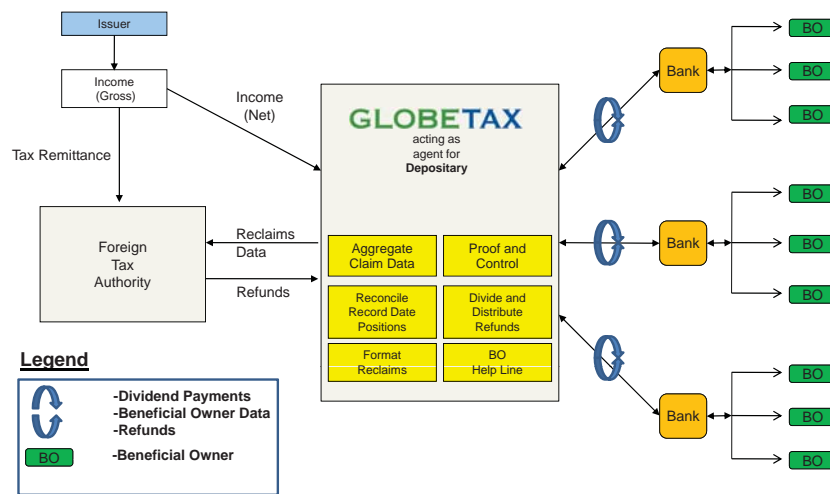 Issuer
Income
(Gross)
Income
(Net)
Tax Remittance
GLOBETAX
acting as
agent for
Depositary
Foreign
Tax
Authority
Reclaims
Data
Refunds
Aggregate
Claim Data
Proof and
Control
Reconcile
Record Date
Positions
Divide and
Distribute
Refunds
Format
Reclaims
BO
Help Line
Bank
BO
BO
BO
Bank
BO
BO
BO
Bank
BO
BO
BO
Legend
-Dividend Payments
-Beneficial Owner Data
-Refunds
BO -Beneficial Owner